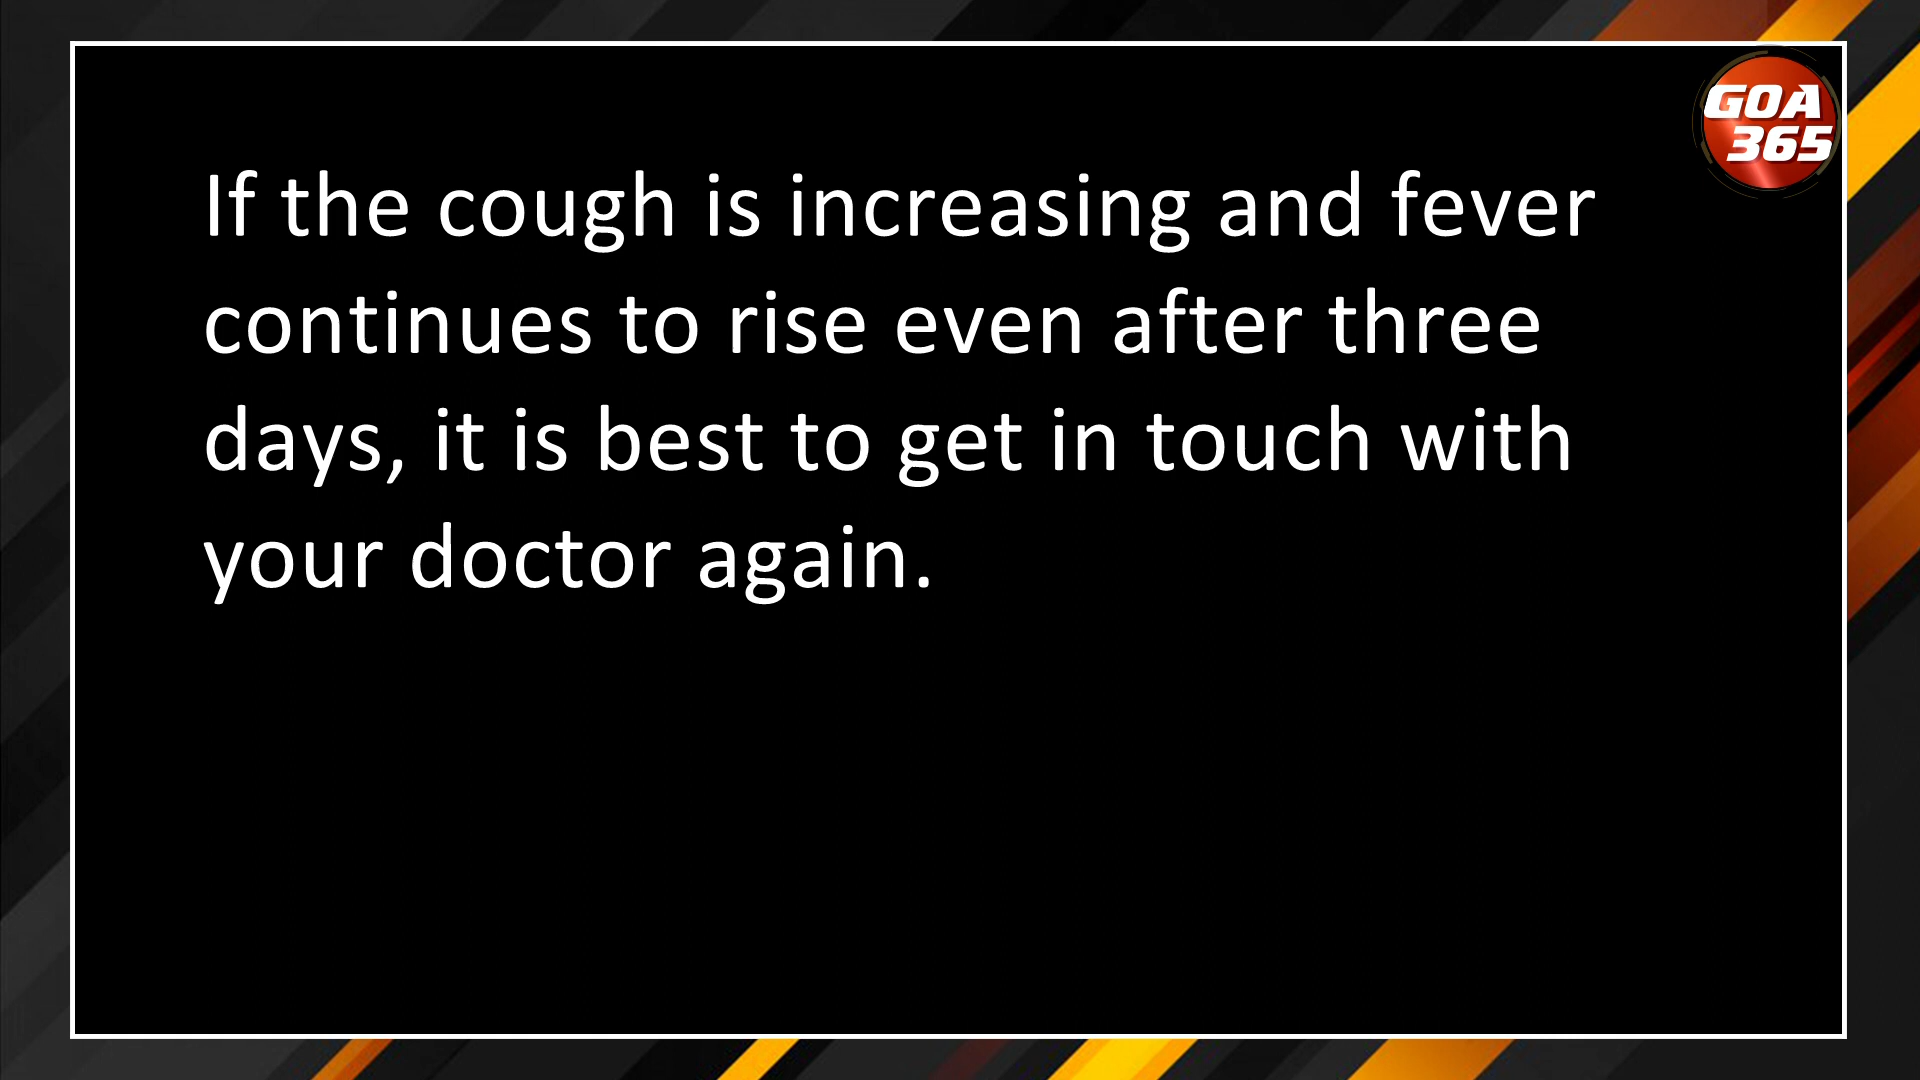 GOA
365
If the cough is increasing and fever
continues to rise even after three
days, it is best to get in touch with
your doctor again.